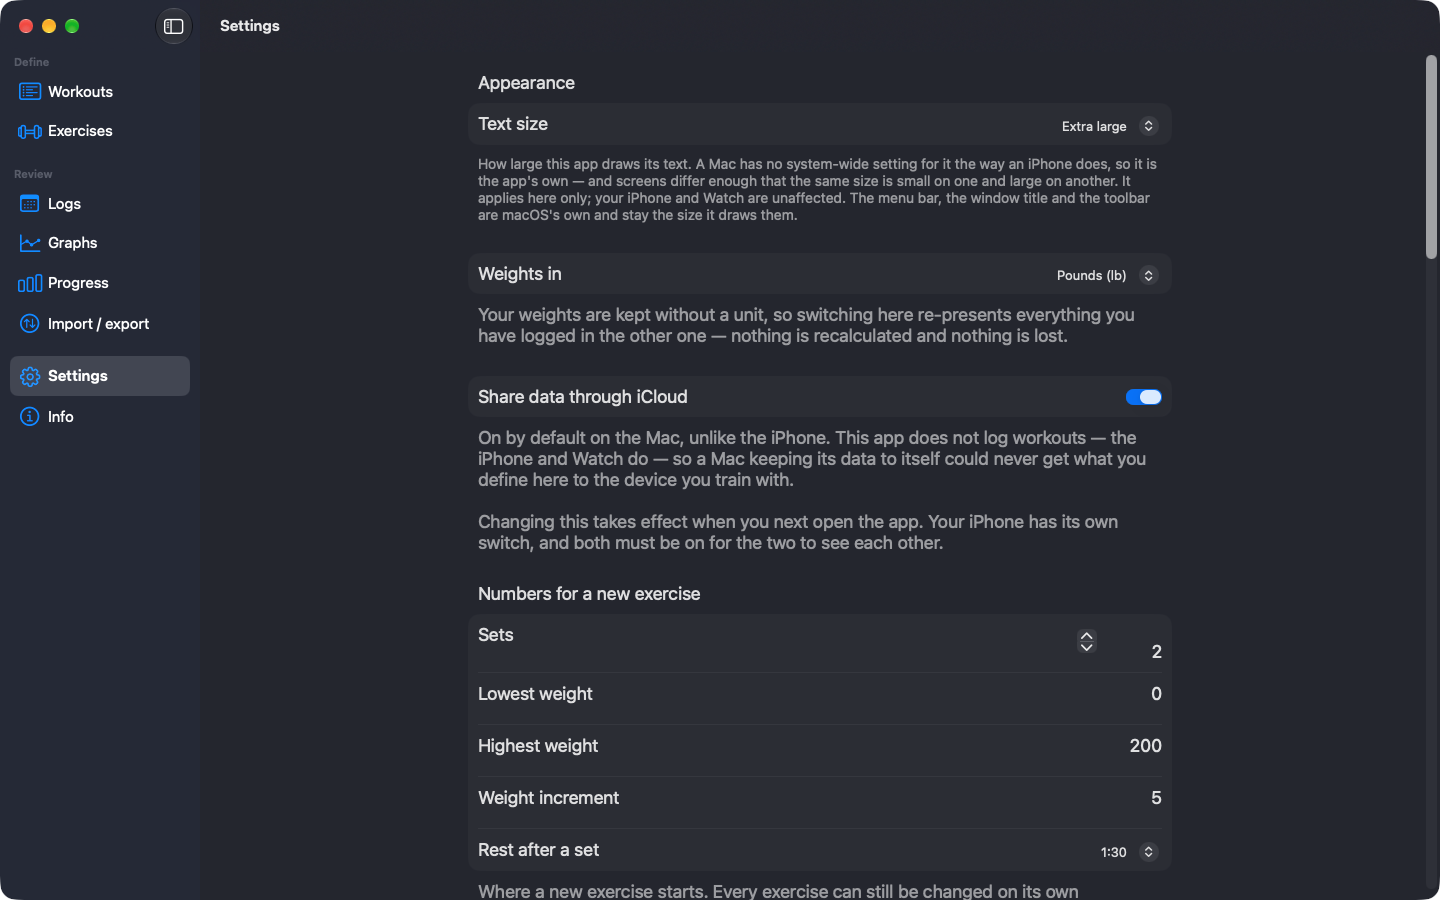 Settings
Define
Workouts
Exercises
Review
Logs
Graphs
Progress
Import / export
Settings
Info
Appearance
Text size
Extra large
How large this app draws its text. A Mac has no system-wide setting for it the way an iPhone does, so it is
the app's own — and screens differ enough that the same size is small on one and large on another. It
applies here only; your iPhone and Watch are unaffected. The menu bar, the window title and the toolbar
are macOS's own and stay the size it draws them.
Weights in
Pounds (lb)
Your weights are kept without a unit, so switching here re-presents everything you
have logged in the other one — nothing is recalculated and nothing is lost.
Share data through iCloud
On by default on the Mac, unlike the iPhone. This app does not log workouts — the
iPhone and Watch do — so a Mac keeping its data to itself could never get what you
define here to the device you train with.
Changing this takes effect when you next open the app. Your iPhone has its own
switch, and both must be on for the two to see each other.
Numbers for a new exercise
Sets
2
Lowest weight
0
Highest weight
200
Weight increment
5
Rest after a set
1:30
Where a new exercise starts. Every exercise can still be changed on its own